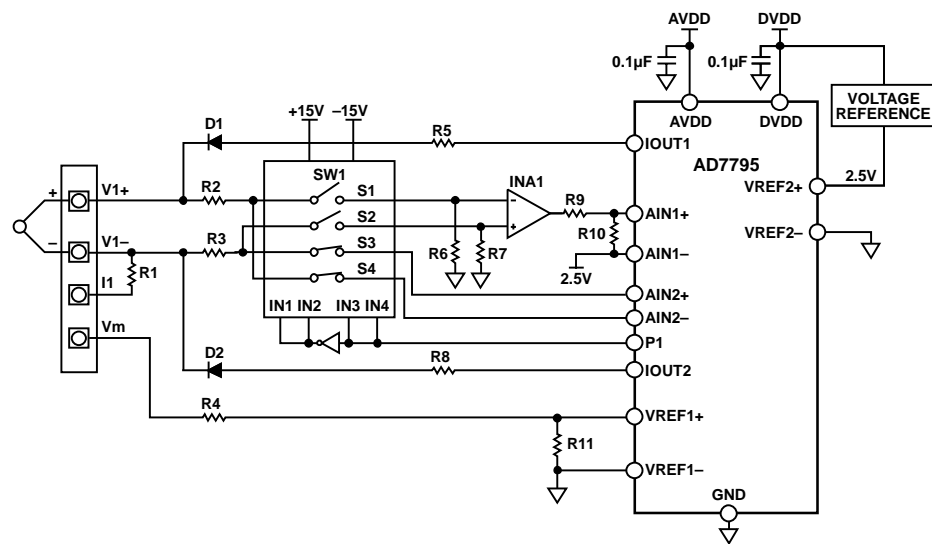 AVDD DVDD
0.1µF 0.1µF
VOLTAGE
REFERENCE
+15V –15V
AVDD DVDD
D1 R5 IOUT1
AD7795
2.5V
SW1
+ V1+ R2 S1 INA1 VREF2+
– R9 AIN1+
S2 – +
VREF2–
V1– R3 S3 R6 R7 R10 AIN1–
R1 S4 2.5V
I1 AIN2+
IN1 IN2 IN3 IN4 AIN2–
Vm P1
D2 R8 IOUT2
R4 VREF1+
R11
VREF1–
GND